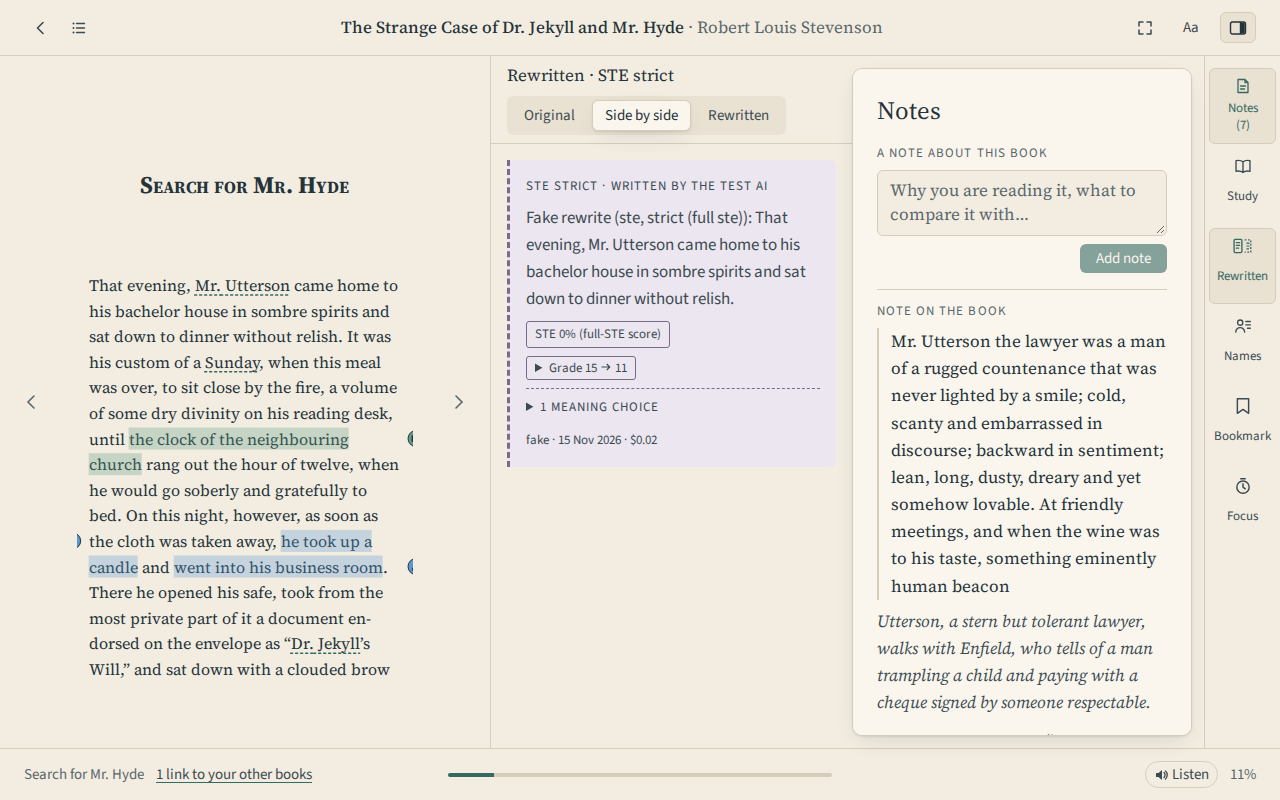 The Strange Case of Dr. Jekyll and Mr. Hyde · Robert Louis Stevenson
Aa
Search for Mr. Hyde
That evening, Mr. Utterson came home to
his bachelor house in sombre spirits and
sat down to dinner without relish. It was
his custom of a Sunday, when this meal
was over, to sit close by the fire, a volume
of some dry divinity on his reading desk,
until the clock of the neighbouring
church rang out the hour of twelve, when
he would go soberly and gratefully to
bed. On this night, however, as soon as
the cloth was taken away, he took up a
candle and went into his business room.
There he opened his safe, took from the
most private part of it a document en-
dorsed on the envelope as “Dr. Jekyll’s
Will,” and sat down with a clouded brow
Rewritten · STE strict
Original
Side by side
Rewritten
STE STRICT · WRITTEN BY THE TEST AI
Fake rewrite (ste, strict (full ste)): That
evening, Mr. Utterson came home to his
bachelor house in sombre spirits and sat
down to dinner without relish.
STE 0% (full-STE score)
Grade 15 → 11
1 MEANING CHOICE
fake · 15 Nov 2026 · $0.02
Notes
A NOTE ABOUT THIS BOOK
Why you are reading it, what to
compare it with…
Add note
NOTE ON THE BOOK
Mr. Utterson the lawyer was a man
of a rugged countenance that was
never lighted by a smile; cold,
scanty and embarrassed in
discourse; backward in sentiment;
lean, long, dusty, dreary and yet
somehow lovable. At friendly
meetings, and when the wine was
to his taste, something eminently
human beacon
Utterson, a stern but tolerant lawyer,
walks with Enfield, who tells of a man
trampling a child and paying with a
cheque signed by someone respectable.
Notes
(7)
Study
Rewritten
Names
Bookmark
Focus
Search for Mr. Hyde
1 link to your other books
Listen
11%